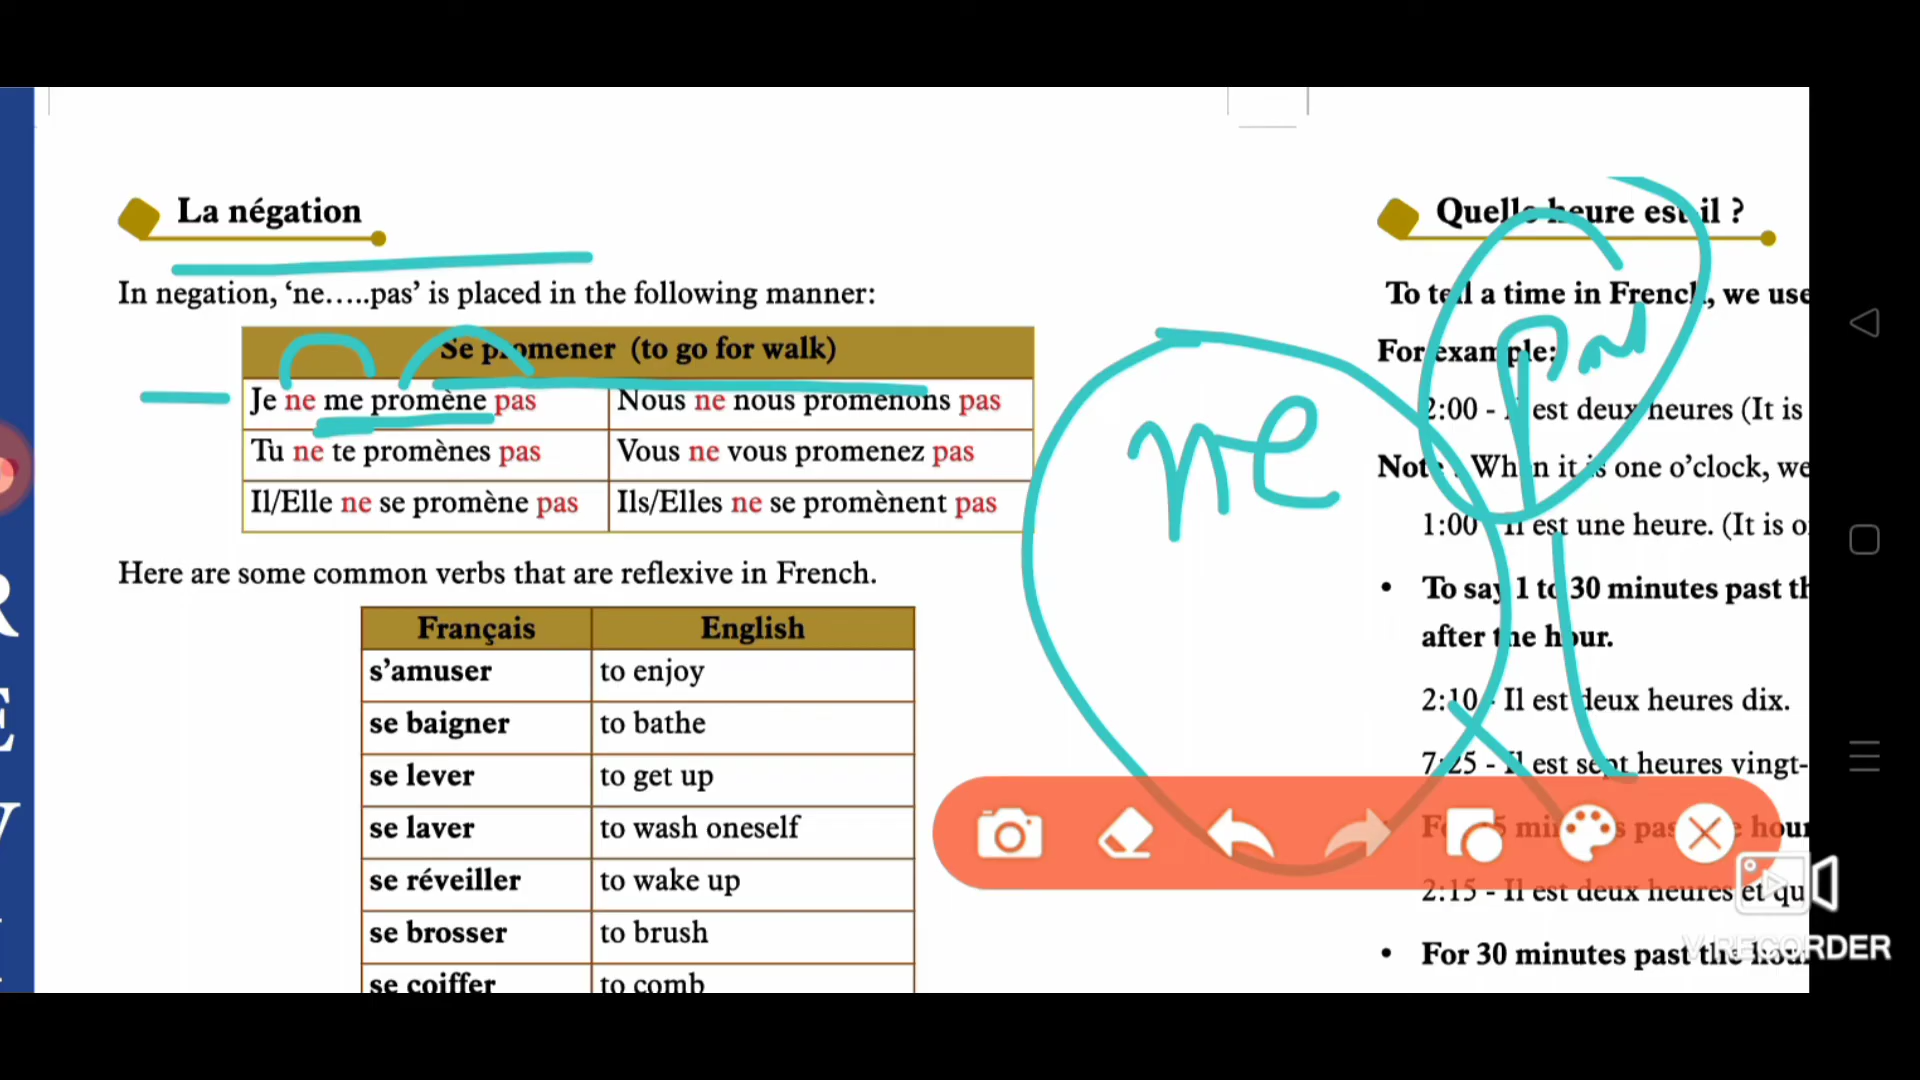 La négation
In negation, ‘ne.....pas’ is placed in the following manner:
Se promener (to go for walk)
Je ne me promène pas Nous ne nous promenons pas
Tu ne te promènes pas Vous ne vous promenez pas
Il/Elle ne se promène pas Ils/Elles ne se promènent pas
Here are some common verbs that are reflexive in French.
Français English
s’amuser to enjoy
se baigner to bathe
se lever to get up
se laver to wash oneself
se réveiller to wake up
se brosser to brush
se coiffer to comb
ne
pas
Quelle heure est il ?
To tell a time in French, we use
For example:
2:00 - Il est deux heures (It is
Note : When it is one o’clock, we
1:00 Il est une heure. (It is
• To say 1 to 30 minutes past
after the hour.
2:10 - Il est deux heures dix.
7:25 - Il est sept heures vingt-
2:15 - Il est deux heures et
• For 30 minutes past the hour
V RECORDER
R
E